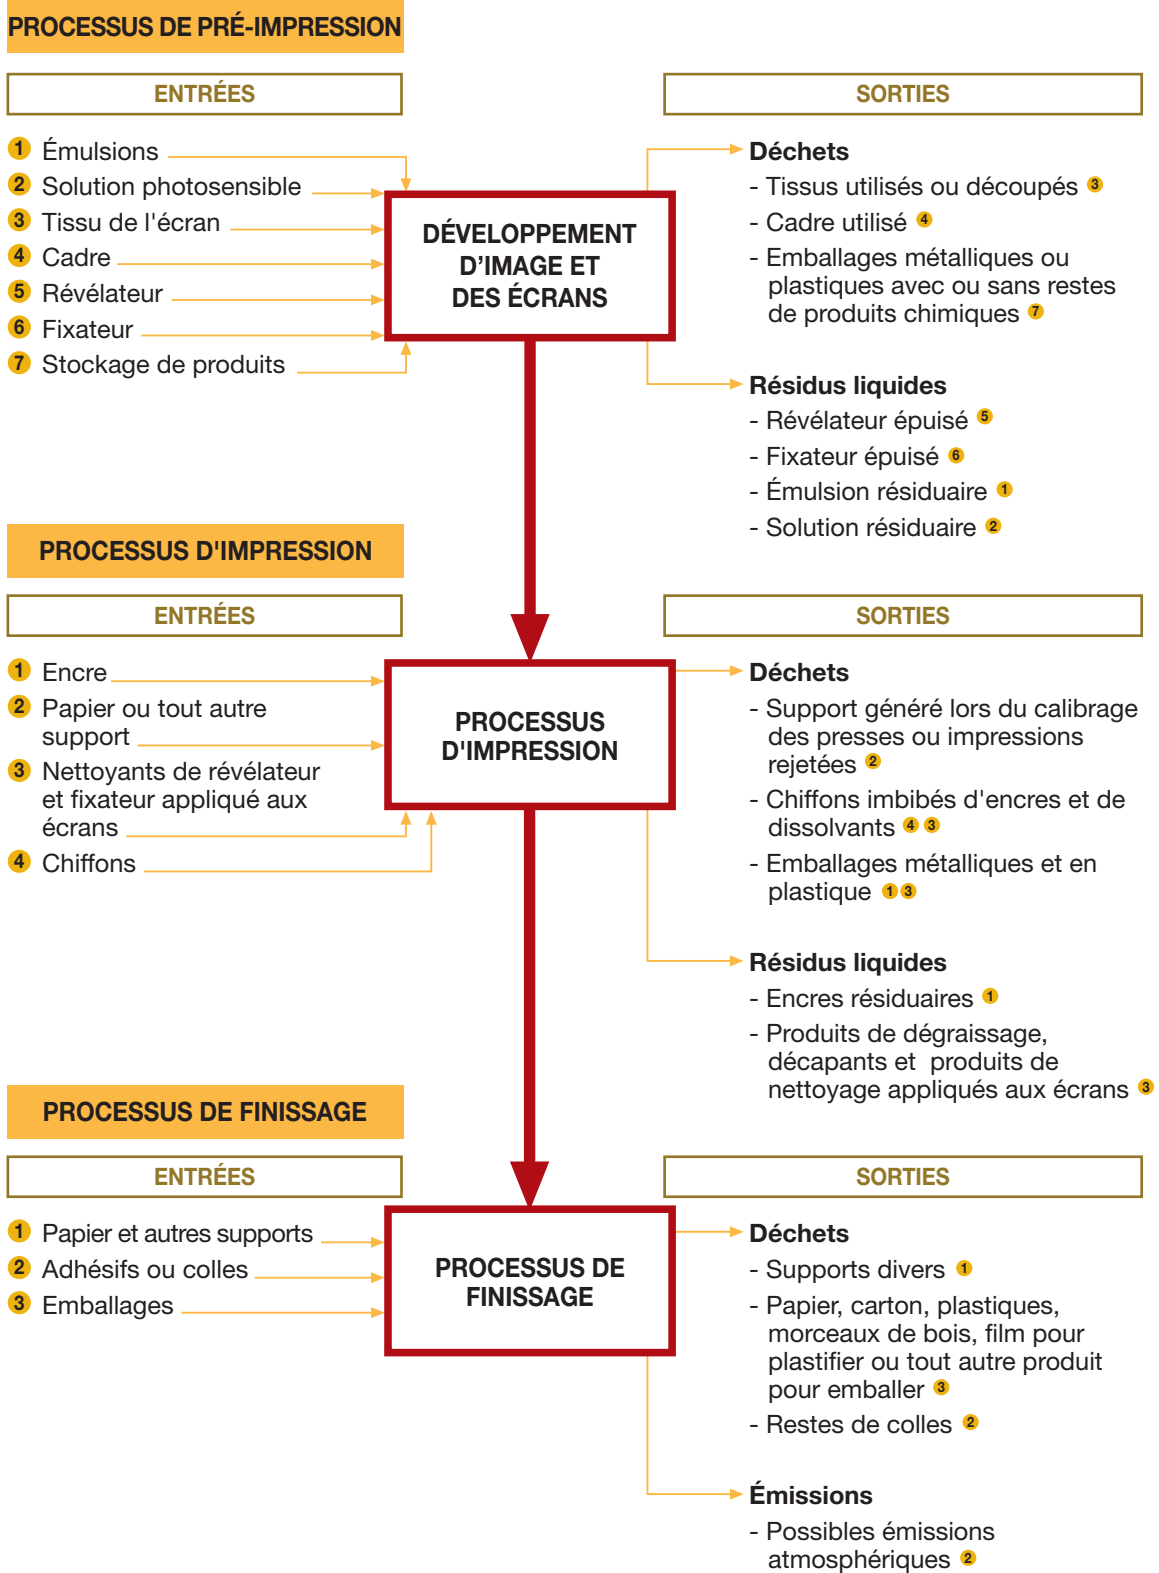 PROCESSUS DE PRÉ-IMPRESSION
ENTRÉES
1 Émulsions
2 Solution photosensible
3 Tissu de l'écran
4 Cadre
5 Révélateur
6 Fixateur
7 Stockage de produits
DÉVELOPPEMENT
D’IMAGE ET
DES ÉCRANS
SORTIES
Déchets
- Tissus utilisés ou découpés 3
- Cadre utilisé 4
- Emballages métalliques ou
plastiques avec ou sans restes
de produits chimiques 7
Résidus liquides
- Révélateur épuisé 5
- Fixateur épuisé 6
- Émulsion résiduaire 1
- Solution résiduaire 2
PROCESSUS D'IMPRESSION
ENTRÉES
1 Encre
2 Papier ou tout autre
support
3 Nettoyants de révélateur
et fixateur appliqué aux
écrans
4 Chiffons
PROCESSUS
D'IMPRESSION
SORTIES
Déchets
- Support généré lors du calibrage
des presses ou impressions
rejetées 2
- Chiffons imbibés d'encres et de
dissolvants 4 3
- Emballages métalliques et en
plastique 1 3
Résidus liquides
- Encres résiduaires 1
- Produits de dégraissage,
décapants et produits de
nettoyage appliqués aux écrans 3
PROCESSUS DE FINISSAGE
ENTRÉES
1 Papier et autres supports
2 Adhésifs ou colles
3 Emballages
PROCESSUS DE
FINISSAGE
SORTIES
Déchets
- Supports divers 1
- Papier, carton, plastiques,
morceaux de bois, film pour
plastifier ou tout autre produit
pour emballer 3
- Restes de colles 2
Émissions
- Possibles émissions
atmosphériques 2